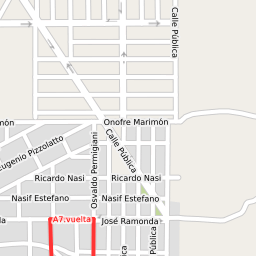 Calle Pública
Onofre Marimón
món
Eugenio Pizzolatto
Osvaldo Permigiani
Calle Pública
Ricardo Nasi
Ricardo Nasi
Nasif Estefano
Nasif Estefano
A7:vuelta
José Ramonda
da
Pública